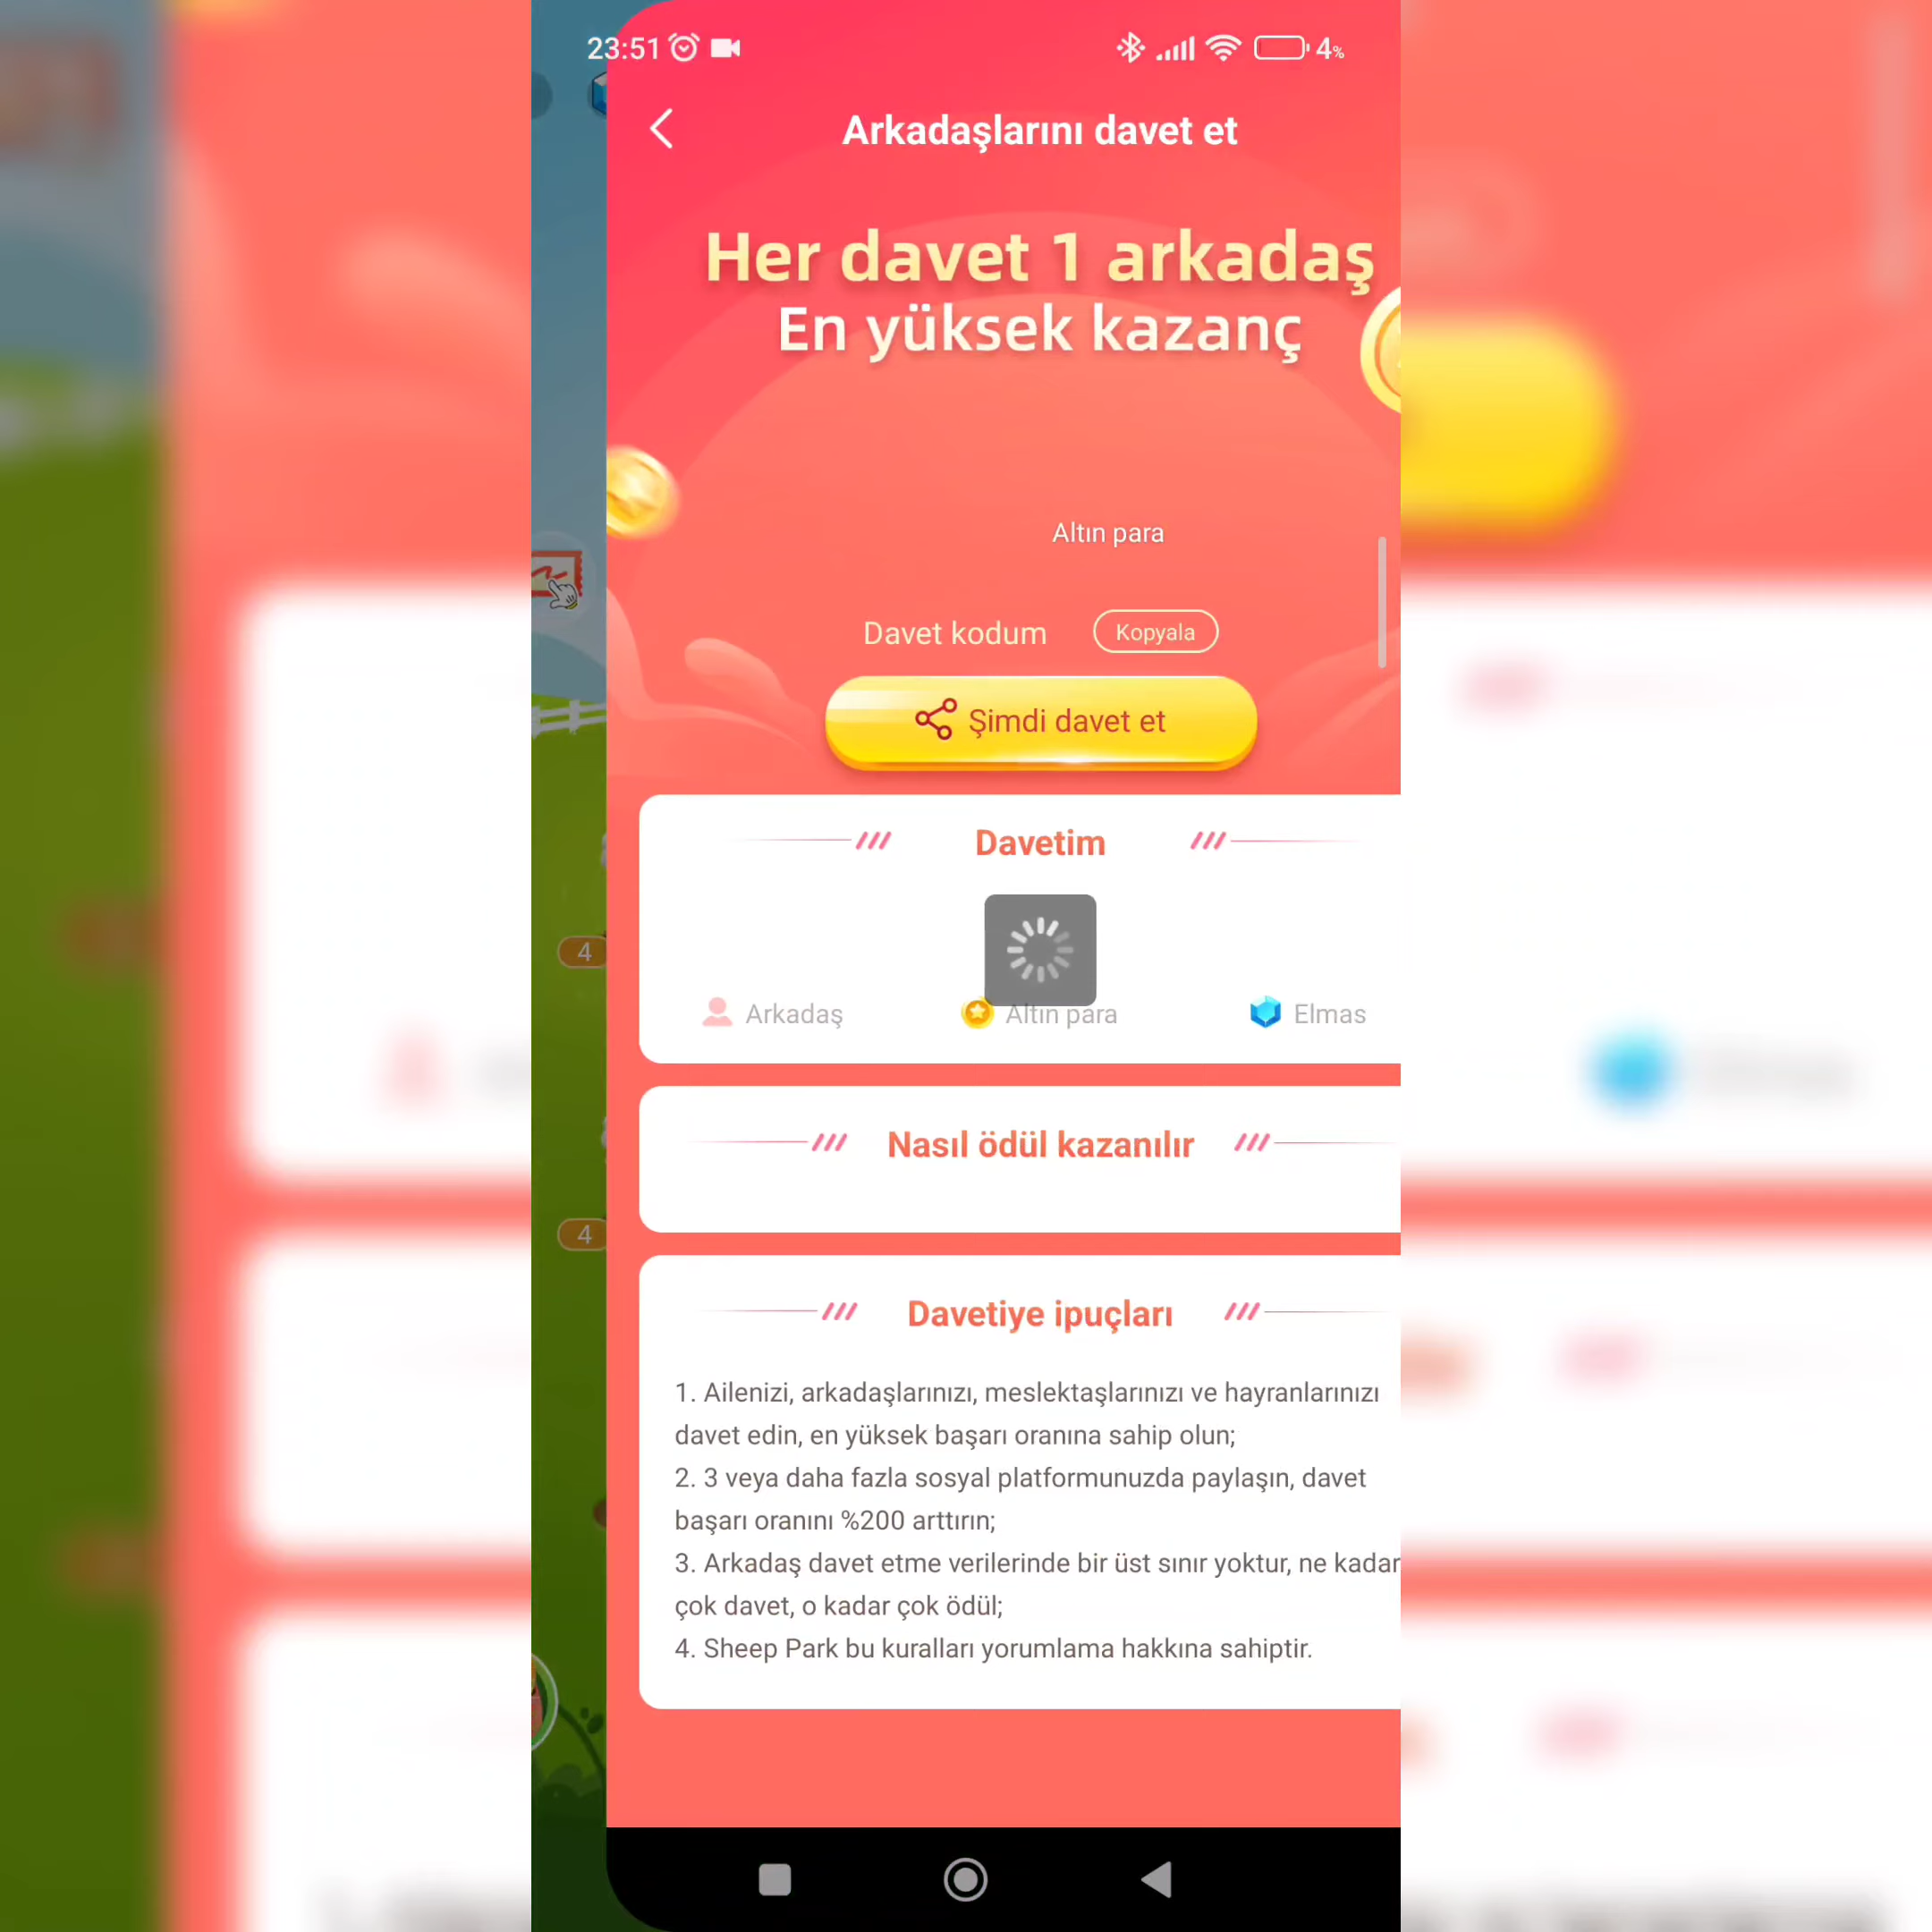 23:51
4%
Arkadaşlarını davet et
Her davet 1 arkadaş
En yüksek kazanç
Altın para
Davet kodum
Kopyala
Şimdi davet et
Davetim
4
Arkadaş
Altın para
Elmas
Nasıl ödül kazanılır
4
Davetiye ipuçları
1. Ailenizi, arkadaşlarınızı, meslektaşlarınızı ve hayranlarınızı
davet edin, en yüksek başarı oranına sahip olun;
2. 3 veya daha fazla sosyal platformunuzda paylaşın, davet
başarı oranını %200 arttırın;
3. Arkadaş davet etme verilerinde bir üst sınır yoktur, ne kadar
çok davet, o kadar çok ödül;
4. Sheep Park bu kuralları yorumlama hakkına sahiptir.